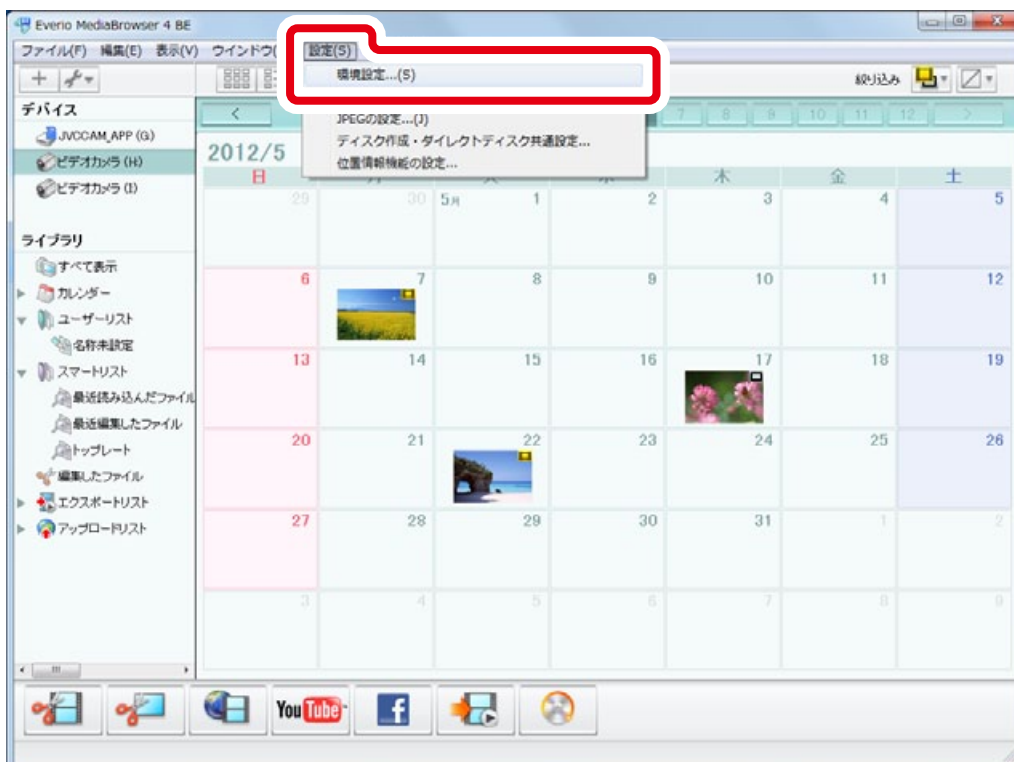 Everio MediaBrowser 4 BE
ファイル(F) 編集(E) 表示(V) ウインドウ( 設定(S)
環境設定...(S)
絞り込み
JPEGの設定...(J)
ディスク作成・ダイレクトディスク共通設定...
位置情報機能の設定...
< 7 8 9 10 11 12 >
デバイス
JVCCAM_APP (G)
ビデオカメラ (H)
ビデオカメラ (I)
ライブラリ
すべて表示
カレンダー
ユーザーリスト
名称未設定
スマートリスト
最近読み込んだファイル
最近編集したファイル
トップレート
編集したファイル
エクスポートリスト
アップロードリスト
2012/5
日 木 金 土
29 30 5月 1 2 3 4 5
6 7 8 9 10 11 12
13 14 15 16 17 18 19
20 21 22 23 24 25 26
27 28 29 30 31 1 2
3 4 5 6 7 8 9
YouTube f